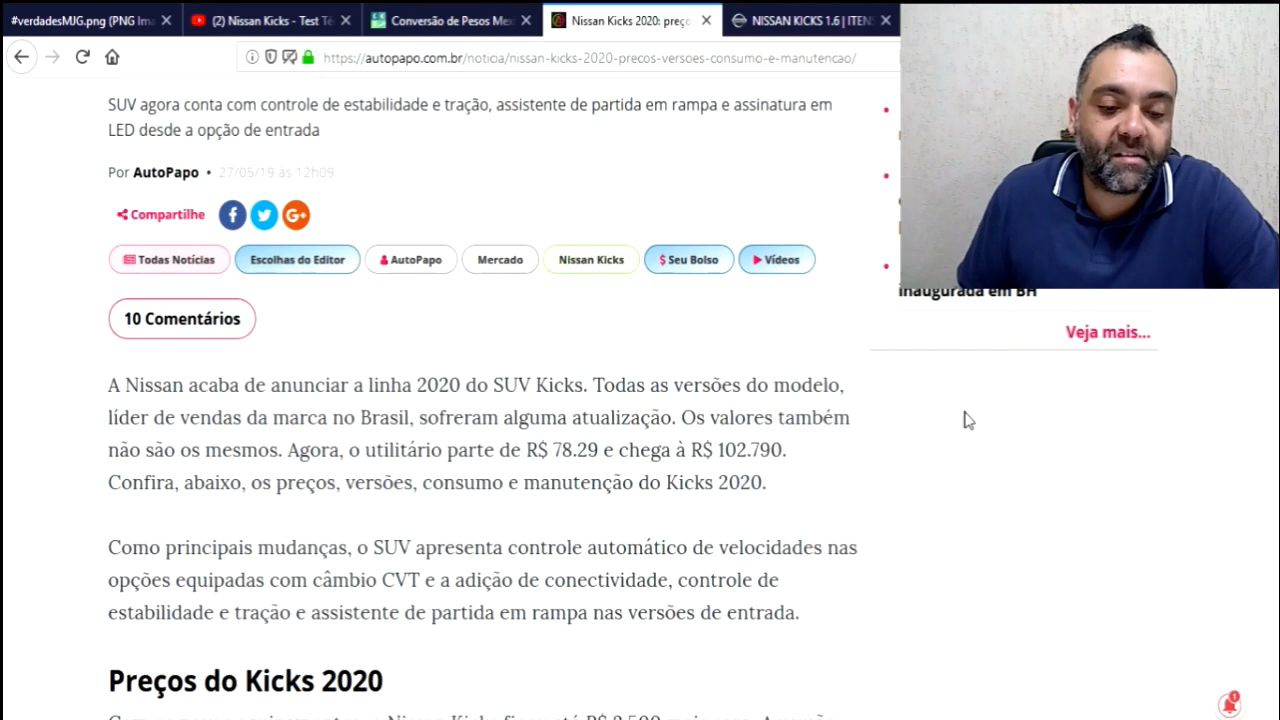 #verdadesMJG.png (PNG Ima
(2) Nissan Kicks - Test
Conversão de Pesos Me
Nissan Kicks 2020: preço
NISSAN KICKS 1.6 | ITEN
https://autopapo.com.br/noticia/nissan-kicks-2020-precos-versoes-consumo-e-manutencao/
SUV agora conta com controle de estabilidade e tração, assistente de partida em rampa e assinatura em
LED desde a opção de entrada
Por AutoPapo • 27/05/19 às 12h09
Compartilhe
Todas Notícias
Escolhas do Editor
AutoPapo
Mercado
Nissan Kicks
$ Seu Bolso
Vídeos
10 Comentários
inaugurada em BH
Veja mais...
A Nissan acaba de anunciar a linha 2020 do SUV Kicks. Todas as versões do modelo,
líder de vendas da marca no Brasil, sofreram alguma atualização. Os valores também
não são os mesmos. Agora, o utilitário parte de R$ 78.29 e chega à R$ 102.790.
Confira, abaixo, os preços, versões, consumo e manutenção do Kicks 2020.
Como principais mudanças, o SUV apresenta controle automático de velocidades nas
opções equipadas com câmbio CVT e a adição de conectividade, controle de
estabilidade e tração e assistente de partida em rampa nas versões de entrada.
Preços do Kicks 2020